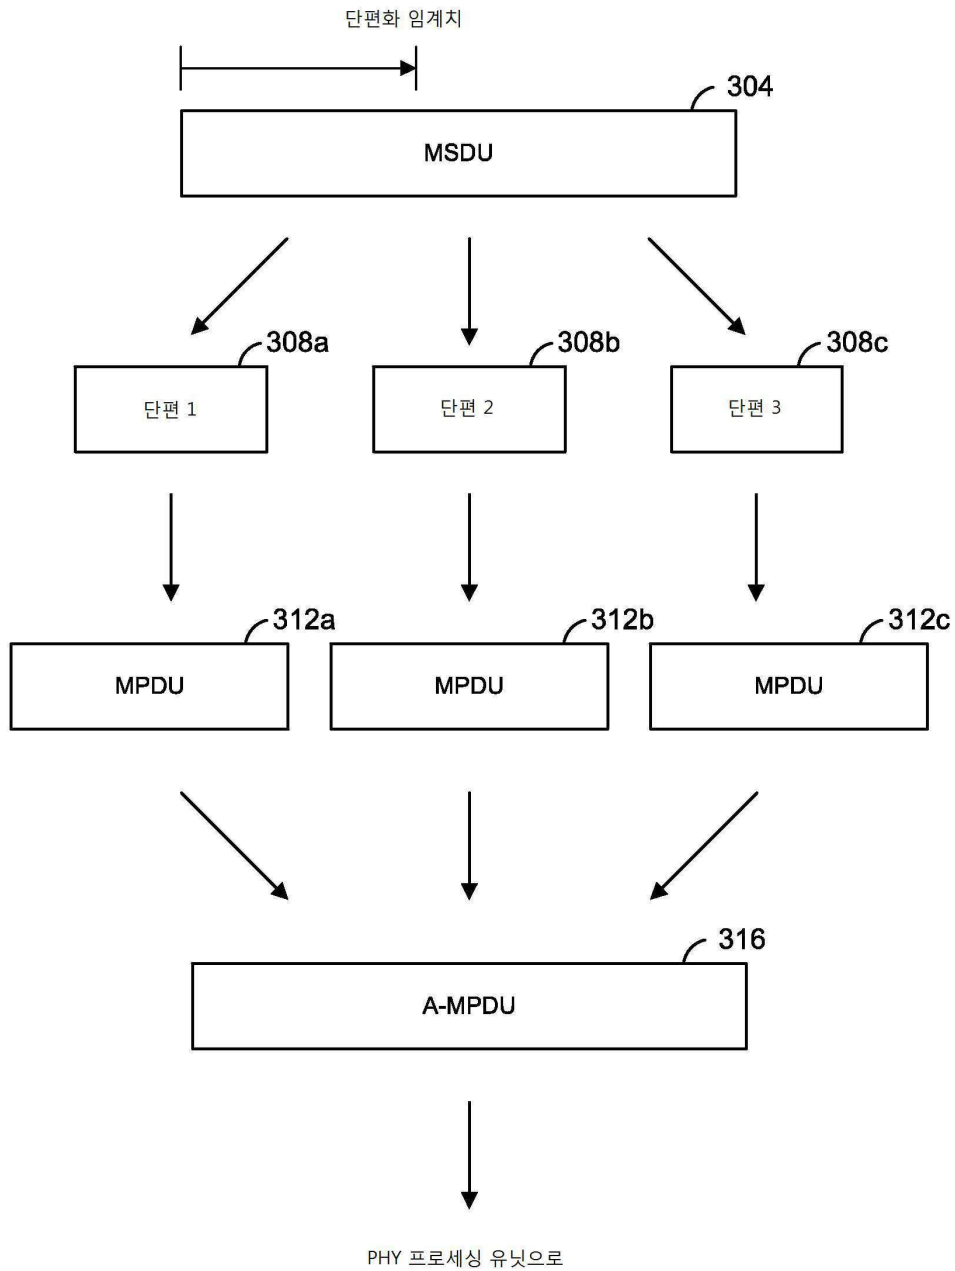 단편화 임계치
304
MSDU
308a
308b
308c
단편 1
단편 2
단편 3
312a
312b
312c
MPDU
MPDU
MPDU
316
A-MPDU
PHY 프로세싱 유닛으로